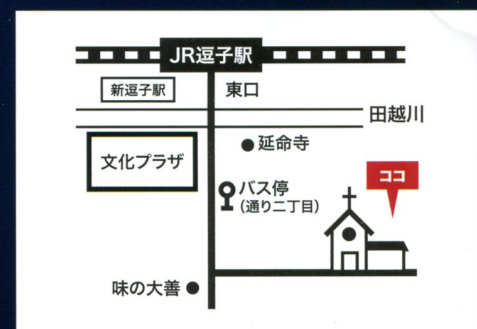 JR逗子駅
新逗子駅
東口
田越川
延命寺
文化プラザ
ココ
バス停
(通り二丁目)
味の大善